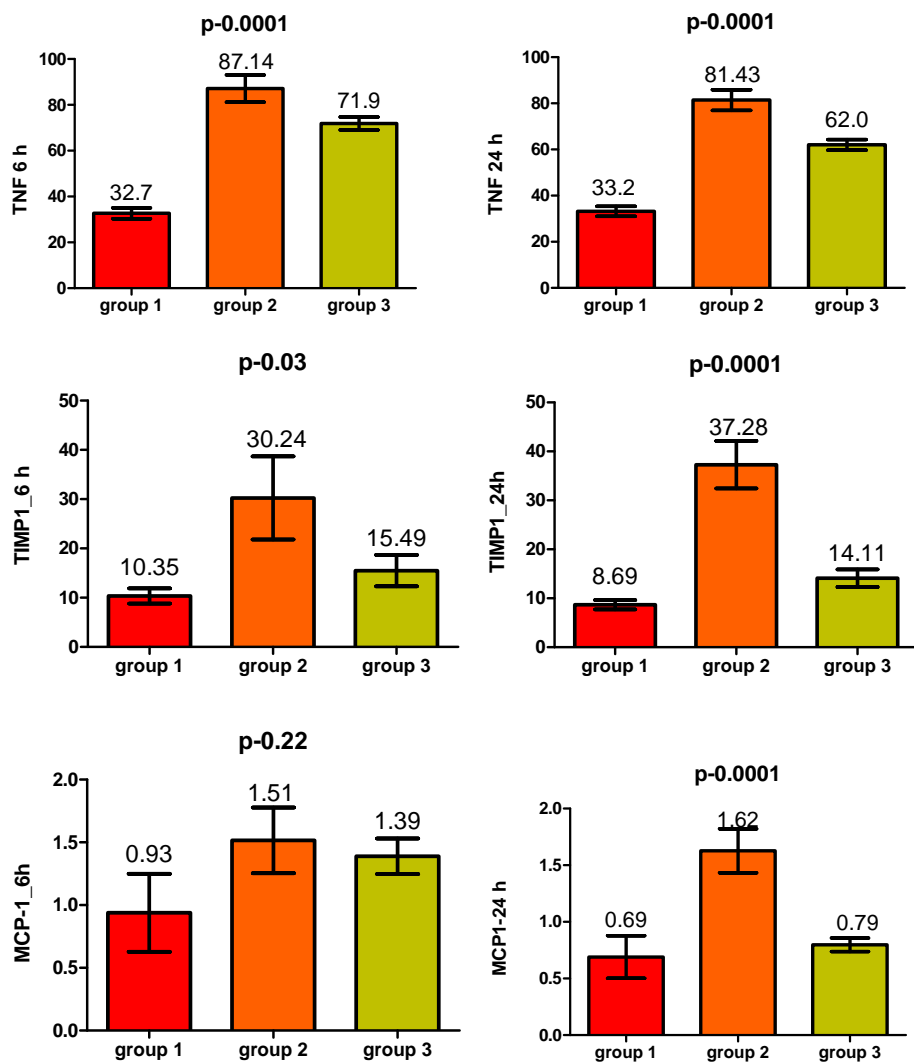 p-0.0001
TNF 6 h
100
80
60
40
20
0
32.7
87.14
71.9
group 1 group 2 group 3
p-0.0001
TNF 24 h
100
80
60
40
20
0
33.2
81.43
62.0
group 1 group 2 group 3
p-0.03
TIMP1_6 h
50
40
30
20
10
0
10.35
30.24
15.49
group 1 group 2 group 3
p-0.0001
TIMP1_24h
50
40
30
20
10
0
8.69
37.28
14.11
group 1 group 2 group 3
p-0.22
MCP-1_6h
2.0
1.5
1.0
0.5
0.0
0.93
1.51
1.39
group 1 group 2 group 3
p-0.0001
MCP1-24 h
2.0
1.5
1.0
0.5
0.0
0.69
1.62
0.79
group 1 group 2 group 3